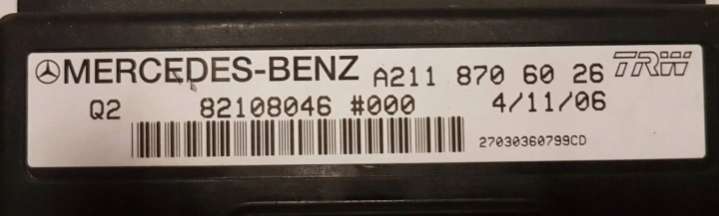 MERCEDES-BENZ A211 870 60 26 TRW
Q2 82108046 #000 4/11/06
27030360799CD